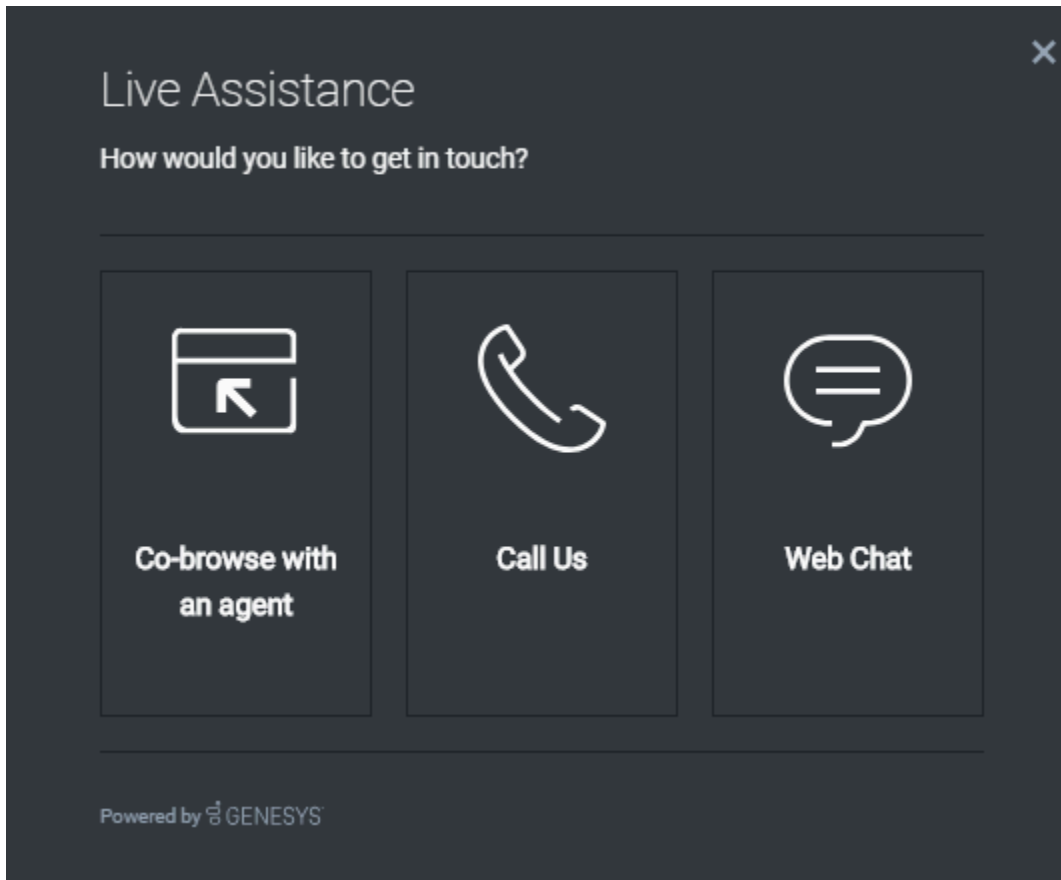 Live Assistance
How would you like to get in touch?
Co-browse with
an agent
Call Us
Web Chat
Powered by GENESYS